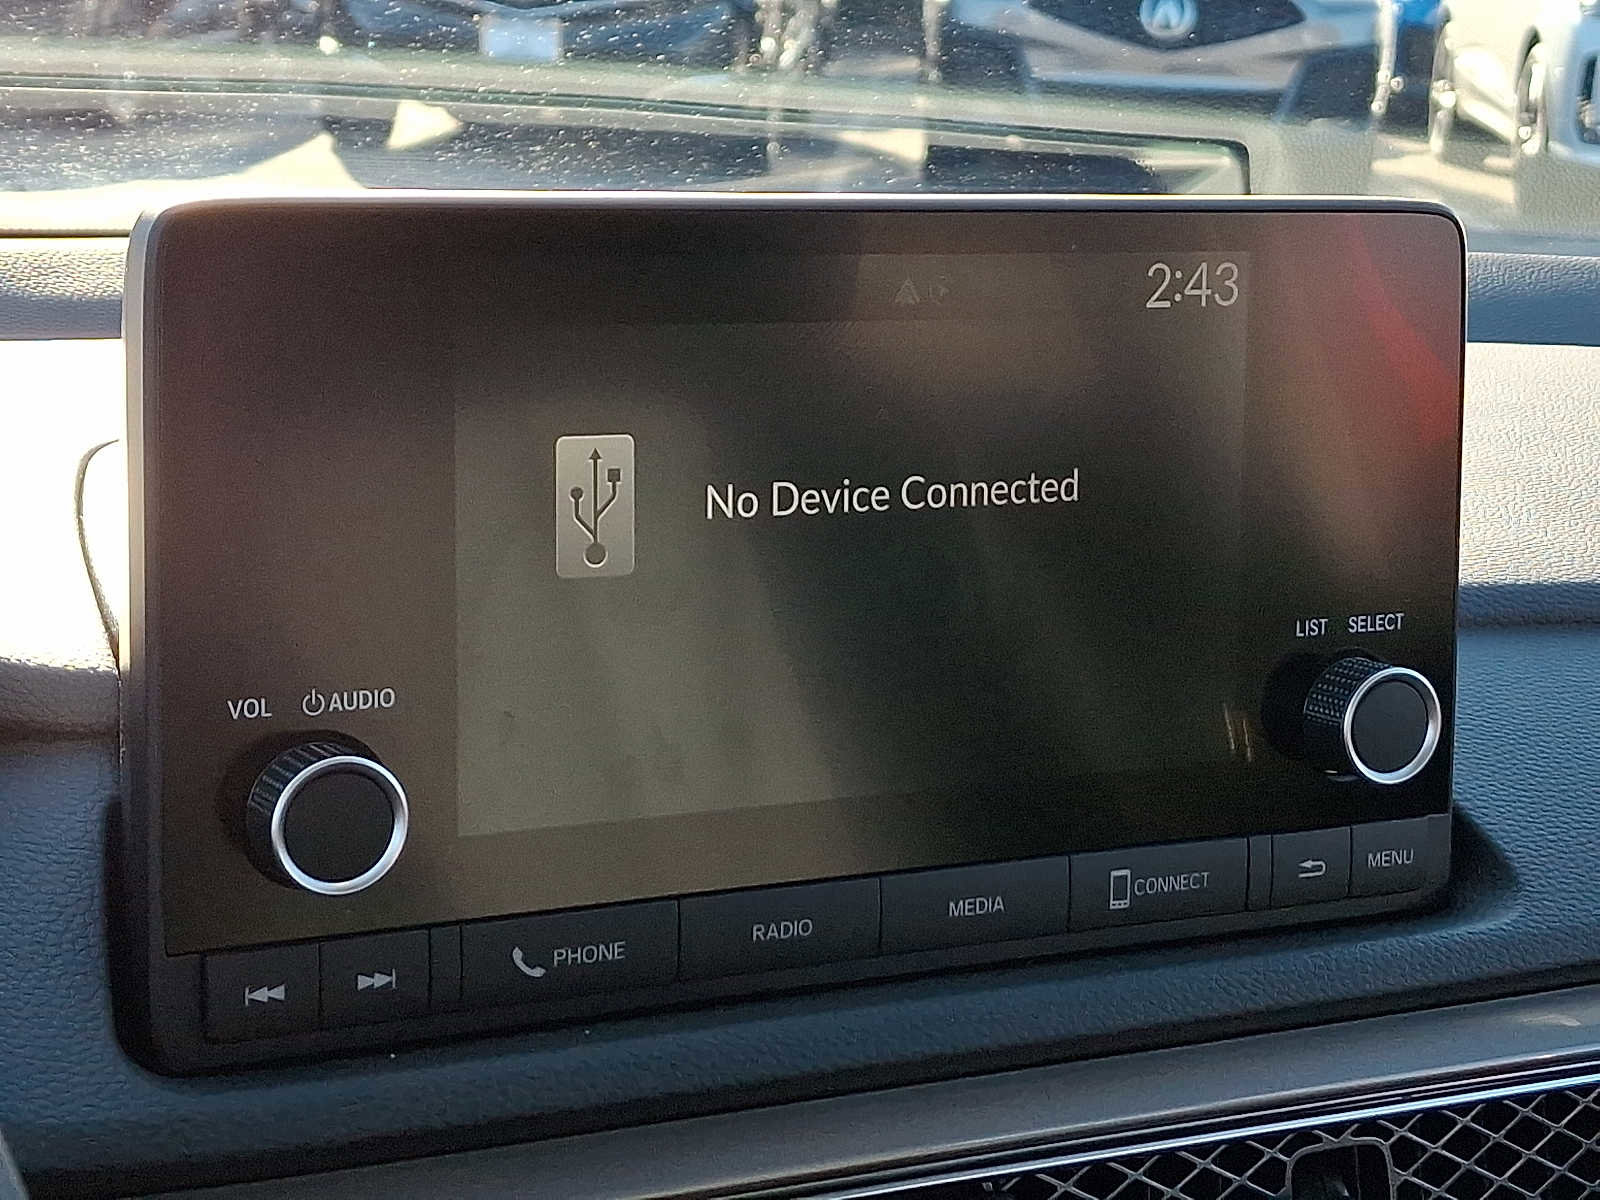 2:43
No Device Connected
LIST SELECT
VOL AUDIO
PHONE
RADIO
MEDIA
CONNECT
MENU